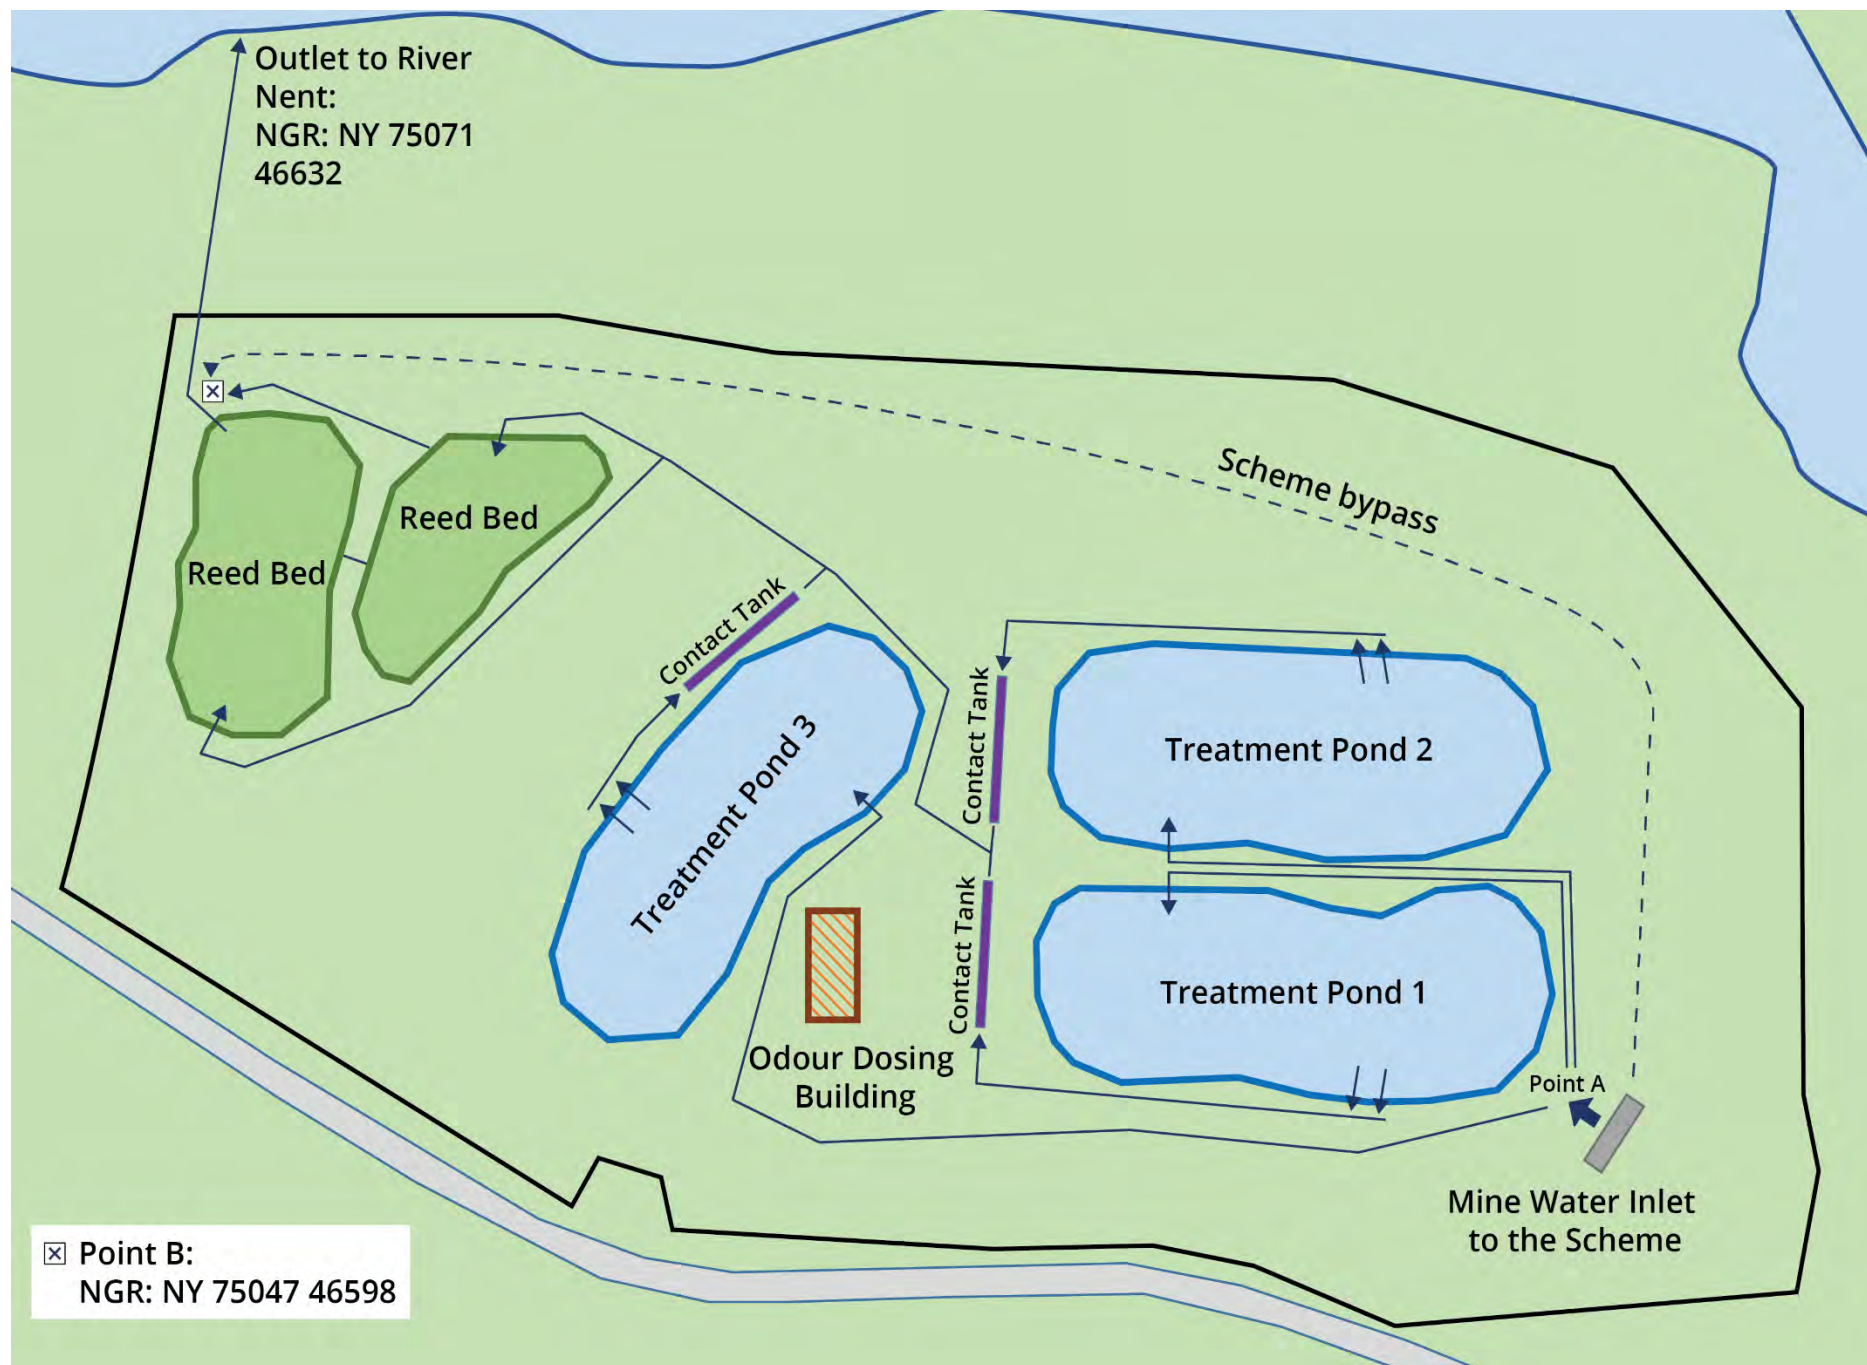 Outlet to River
Nent:
NGR: NY 75071
46632
Scheme bypass
Reed Bed
Reed Bed
Contact Tank
Contact Tank
Treatment Pond 2
Treatment Pond 3
Contact Tank
Treatment Pond 1
Odour Dosing
Building
Point A
Mine Water Inlet
to the Scheme
Point B:
NGR: NY 75047 46598